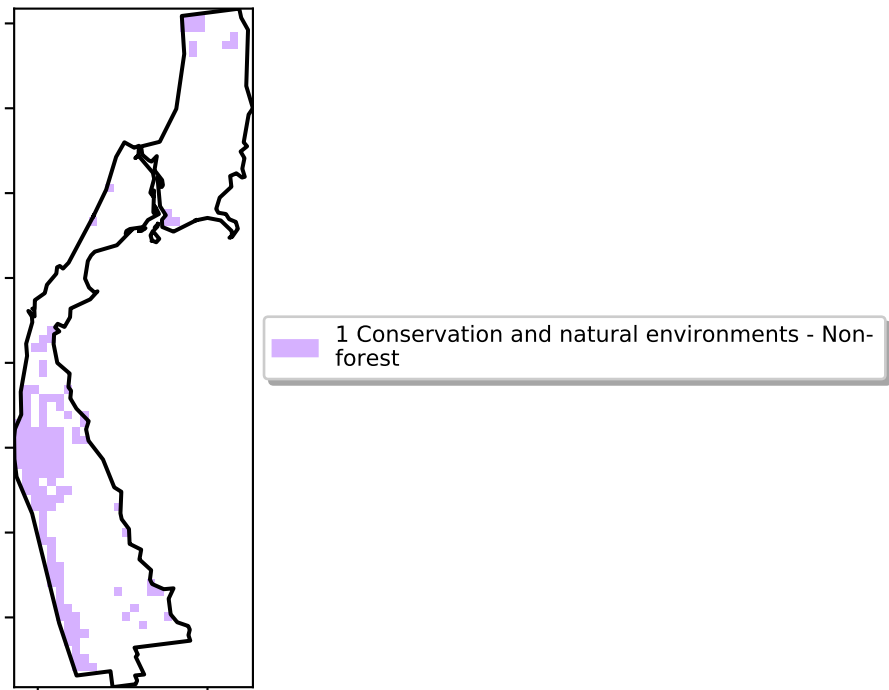 1 Conservation and natural environments - Non-
forest